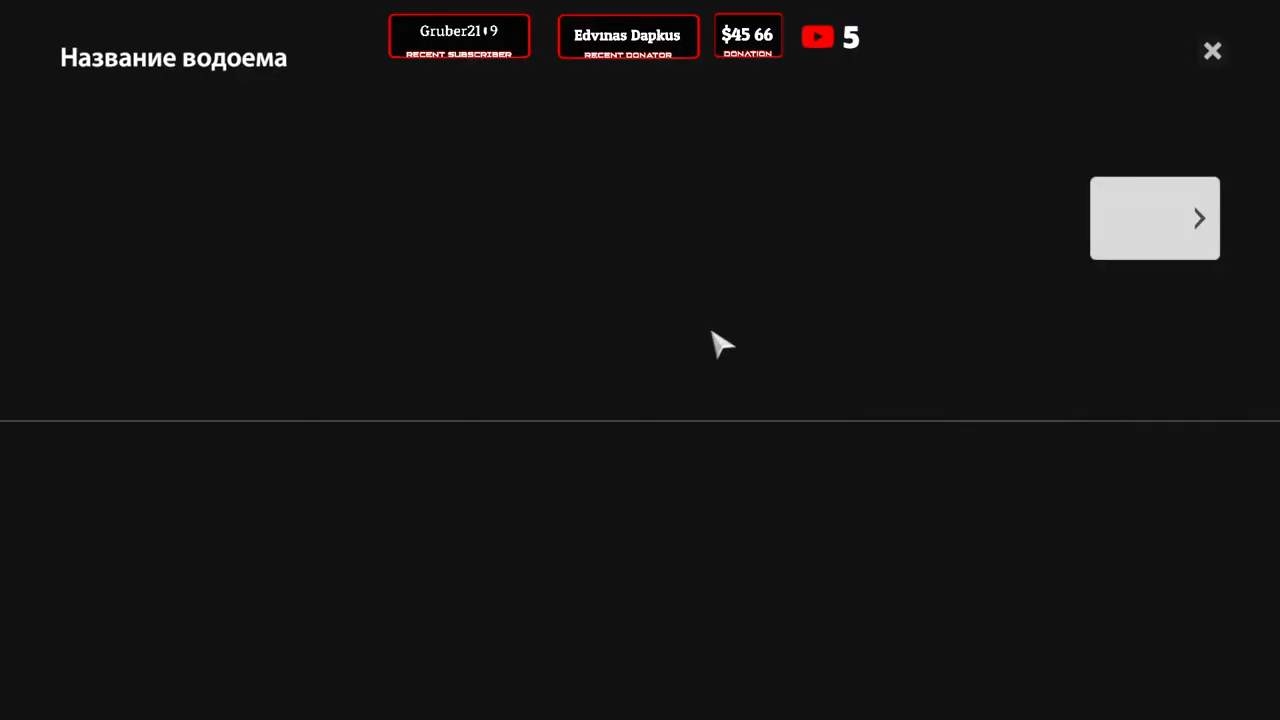 Название водоема
Gruber21
RECENT SUBSCRIBER
Edvinas Dapkus
RECENT DONATOR
$45 66
DONATION
5